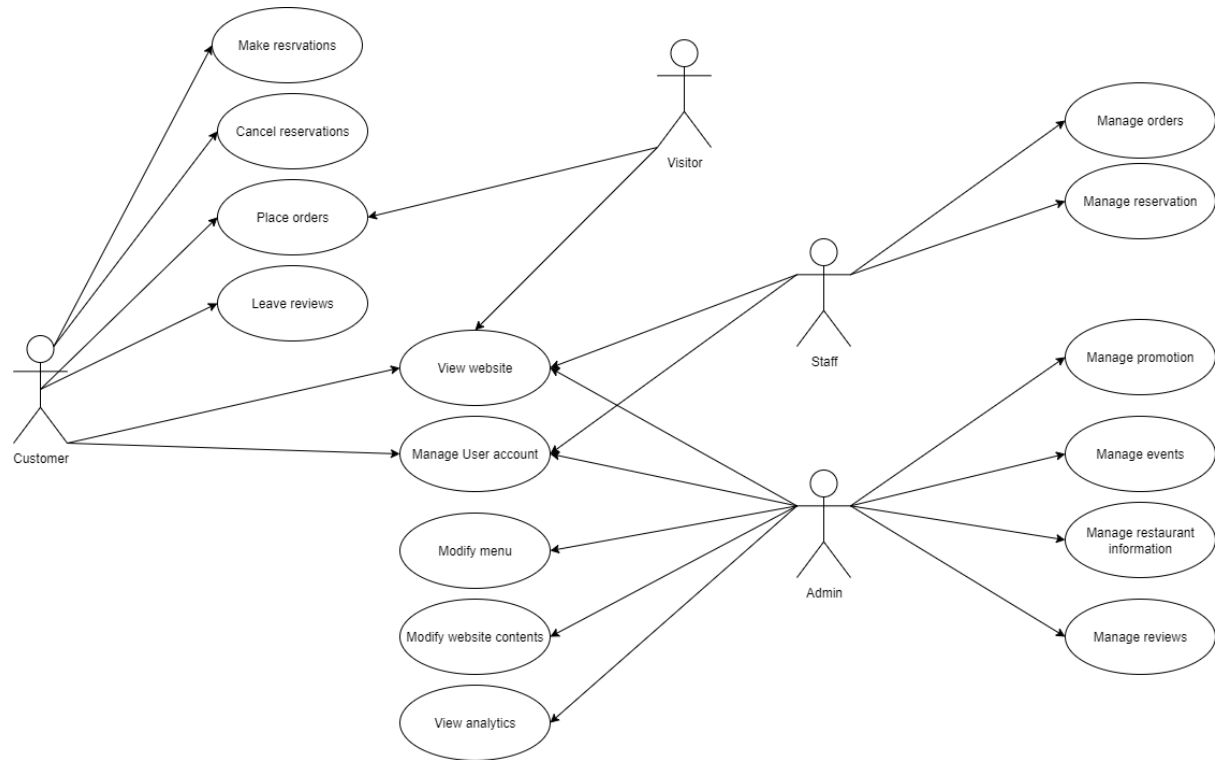 Make resrvations
Cancel reservations
Place orders
Leave reviews
Visitor
Manage orders
Manage reservation
Staff
View website
Manage promotion
Customer
Manage User account
Manage events
Modify menu
Manage restaurant
information
Admin
Modify website contents
Manage reviews
View analytics